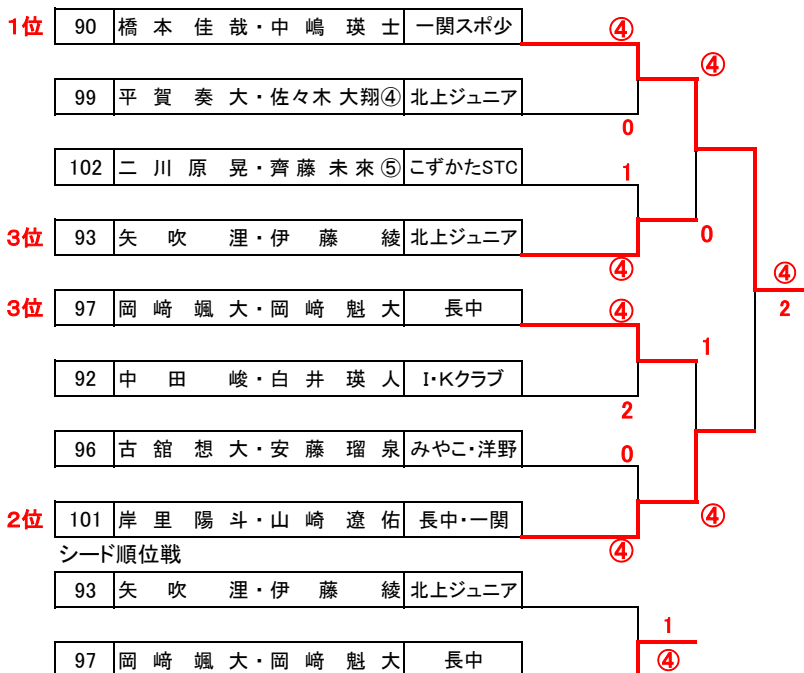 1位 90 橋本佳哉・中嶋瑛士 一関スポ少 ④
④
99 平賀奏大・佐々木大翔④ 北上ジュニア
0
102 二川原晃・齊藤未來⑤ こずかたSTC 1
3位 93 矢吹浬・伊藤綾 北上ジュニア 0
④ ④
3位 97 岡﨑颯大・岡﨑魁大 長中 ④ 2
1
92 中田峻・白井瑛人 I・Kクラブ
2
96 古舘想大・安藤瑠泉 みやこ・洋野 0
2位 101 岸里陽斗・山崎遼佑 長中・一関 ④
④
シード順位戦
93 矢吹浬・伊藤綾 北上ジュニア
1
97 岡﨑颯大・岡﨑魁大 長中 ④